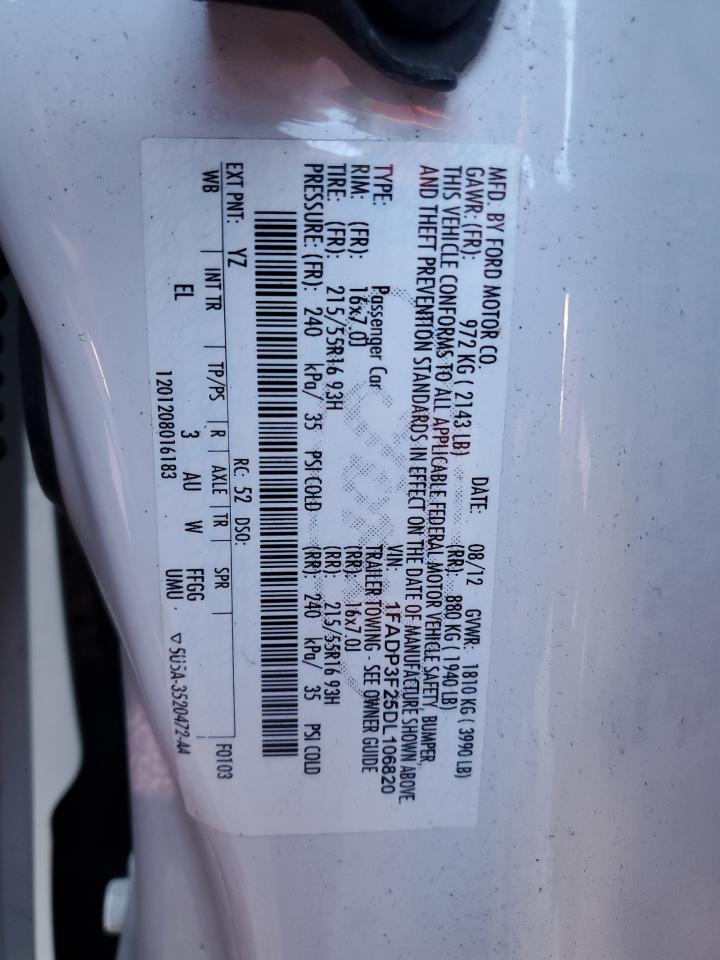 MFD. BY FORD MOTOR CO.
DATE: 08/12 GVWR: 1810 KG ( 3990 LB)
GAWR: (FR): 972 KG ( 2143 LB) (RR): 880 KG ( 1940 LB)
THIS VEHICLE CONFORMS TO ALL APPLICABLE FEDERAL MOTOR VEHICLE SAFETY, BUMPER,
AND THEFT PREVENTION STANDARDS IN EFFECT ON THE DATE OF MANUFACTURE SHOWN ABOVE
VIN: 1FADP3F25DL106820
TYPE: Passenger Car TRAILER TOWING - SEE OWNER GUIDE
RIM: (FR): 16x7.0J (RR): 16x7.0J
TIRE: (FR): 215/55R16 93H (RR): 215/55R16 93H
PRESSURE: (FR): 240 kPa/ 35 PSI COLD (RR): 240 kPa/ 35 PSI COLD
EXT PNT: YZ RC: 52 DSO: F0103
WB INT TR TP/PS R AXLE TR SPR
EL 3 AU W FFGG
1201208016183 UMU ▽5U5A-3520472-44